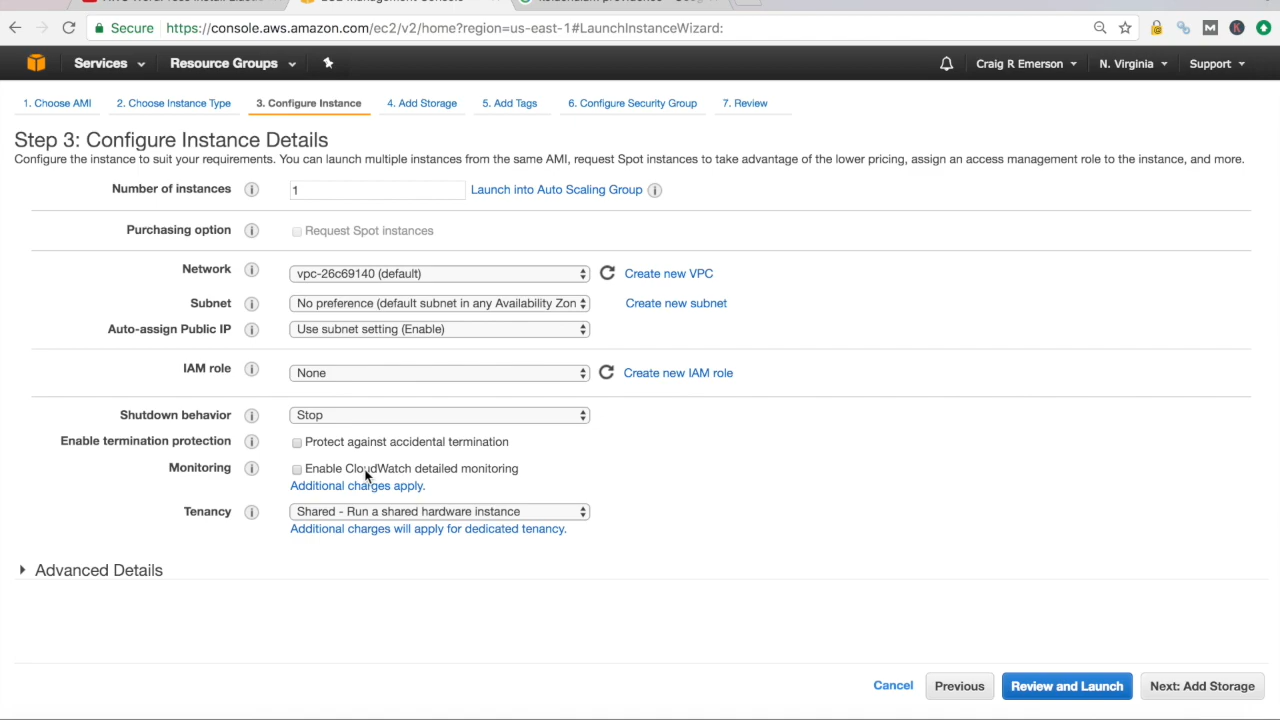 Secure https://console.aws.amazon.com/ec2/v2/home?region=us-east-1#LaunchInstanceWizard:
Services Resource Groups Craig R Emerson N. Virginia Support
1. Choose AMI 2. Choose Instance Type 3. Configure Instance 4. Add Storage 5. Add Tags 6. Configure Security Group 7. Review
Step 3: Configure Instance Details
Configure the instance to suit your requirements. You can launch multiple instances from the same AMI, request Spot instances to take advantage of the lower pricing, assign an access management role to the instance, and more.
Number of instances 1 Launch into Auto Scaling Group
Purchasing option Request Spot instances
Network vpc-26c69140 (default) Create new VPC
Subnet No preference (default subnet in any Availability Zon Create new subnet
Auto-assign Public IP Use subnet setting (Enable)
IAM role None Create new IAM role
Shutdown behavior Stop
Enable termination protection Protect against accidental termination
Monitoring Enable CloudWatch detailed monitoring
Additional charges apply.
Tenancy Shared - Run a shared hardware instance
Additional charges will apply for dedicated tenancy.
Advanced Details
Cancel Previous Review and Launch Next: Add Storage